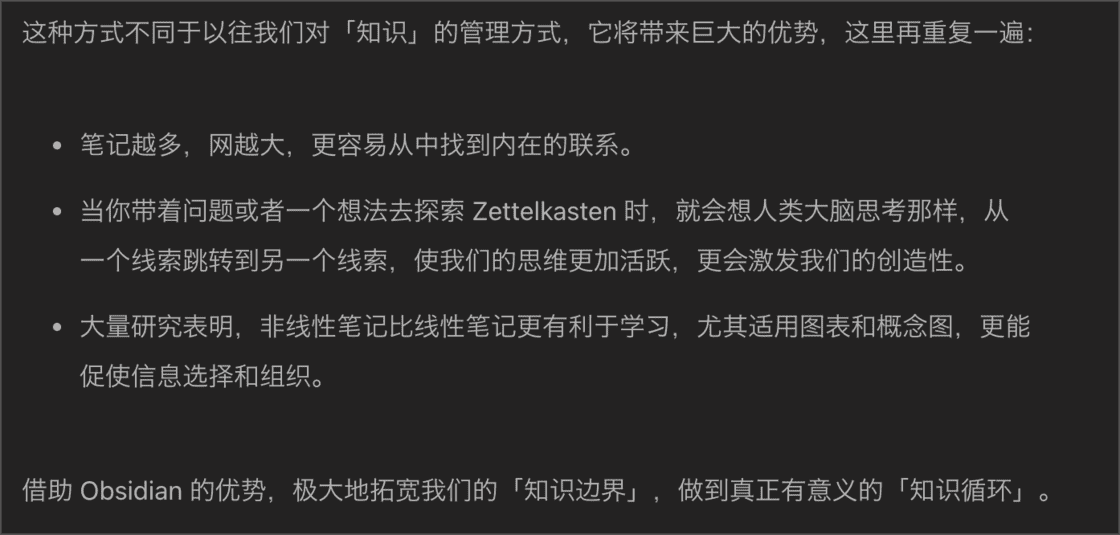 这种方式不同于以往我们对「知识」的管理方式，它将带来巨大的优势，这里再重复一遍：
• 笔记越多，网越大，更容易从中找到内在的联系。
• 当你带着问题或者一个想法去探索 Zettelkasten 时，就会想人类大脑思考那样，从
一个线索跳转到另一个线索，使我们的思维更加活跃，更会激发我们的创造性。
• 大量研究表明，非线性笔记比线性笔记更有利于学习，尤其适用图表和概念图，更能
促使信息选择和组织。
借助 Obsidian 的优势，极大地拓宽我们的「知识边界」，做到真正有意义的「知识循环」。